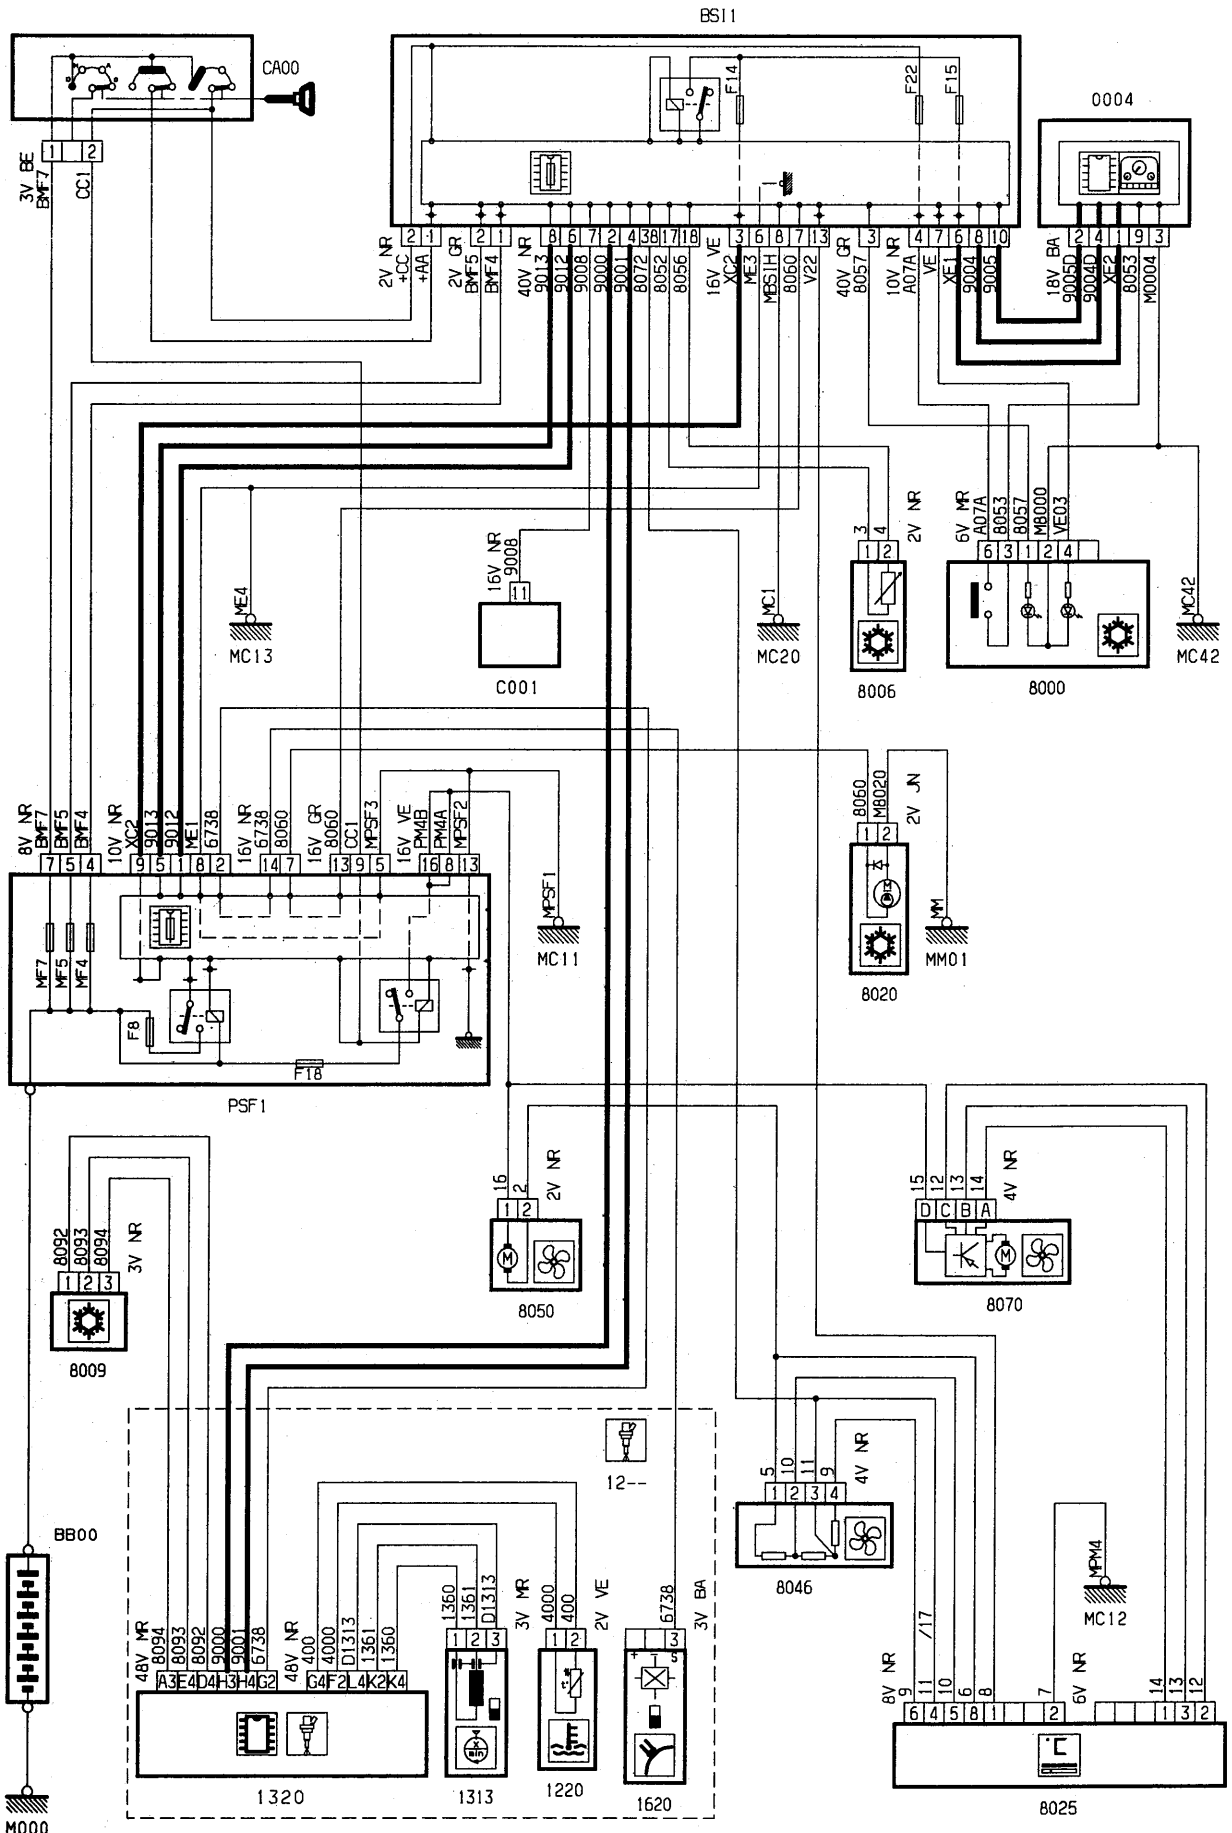 BSI1
CA00
0004
F14
F22
F15
1 2
3V BE
BMF7
CC1
2 1
2 1
8 6 7 2 4 38 17 18
3 6 8 7 13
3
4 7 6 8 10
2 4 1 9 3
2V NR
+CC
+AA
2V GR
BMF5
BMF4
40V NR
9013
9012
9008
9000
9001
8072
8052
8056
16V VE
XC2
ME3
MBSIH
8060
V22
40V GR
8057
10V NR
A07A
VE
XE1
9004
9005
18V BA
9005D
9004D
XE2
8053
M004
ME4
MC13
16V NR
9008
11
C001
MC1
MC20
3
4
2V NR
1 2
8006
6V MR
A07A
8053
8057
M8000
VE03
6 3 1 2 4
8000
MC42
MC42
8V NR
BMF7
BMF5
BMF4
10V NR
XC2
9013
9012
ME1
6738
16V NR
6738
8060
16V GR
8060
CC1
MPSF3
16V VE
PM4B
PM4A
MPSF2
7 5 4
9 5 1 8 2
14 7
13 9 5
16 8 13
MF7
MF5
MF4
F8
F18
PSF1
MPSF1
MC11
8060
M8020
2V JN
1 2
M
8020
MM
MM01
8092
8093
8094
3V NR
1 2 3
8009
16
2
2V NR
1 2
M
8050
15
12
13
14
4V NR
D C B A
M
8070
12--
5
10
11
9
4V NR
1 2 3 4
8046
MPM4
MC12
BB00
M000
48V MR
8094
8093
8092
9000
9001
6738
48V NR
400
4000
D1313
1361
1360
A3 E4 D4 H3 H4 G2
G4 F2 L4 K2 K4
1320
1360
1361
D1313
3V MR
1 2 3
x
min
1313
4000
400
2V VE
1 2
t°
1220
6738
3V BA
3
+ – S
1620
8V NR
9
11
/17
10
6
8
7
6V NR
14
13
12
6 4 5 8 1 2
1 3 2
°C
8025